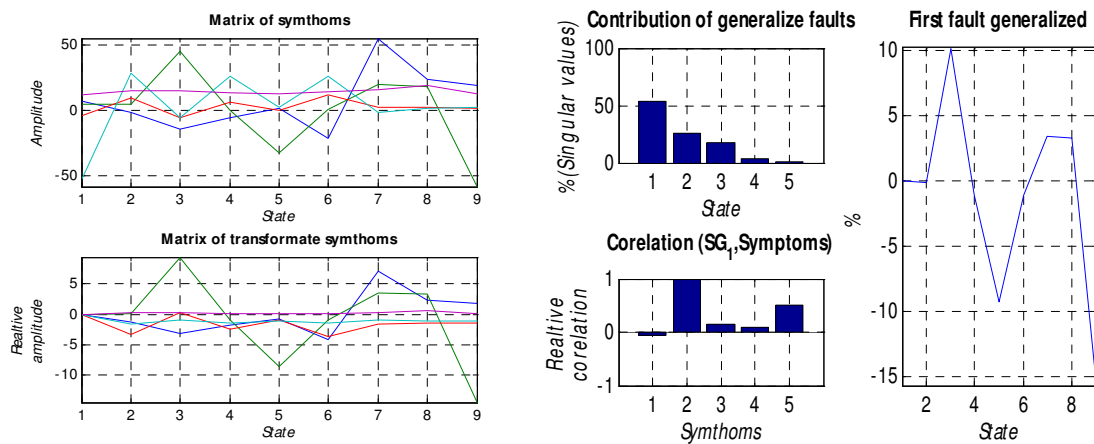 Matrix of symthoms
Amplitude
50
0
-50
1 2 3 4 5 6 7 8 9
State
Matrix of transformate symthoms
Realtive
amplitude
5
0
-5
-10
1 2 3 4 5 6 7 8 9
State
Contribution of generalize faults
%(Singular values)
100
50
0
1 2 3 4 5
State
Corelation (SG1,Symptoms)
Realtive
corelation
1
0
-1
1 2 3 4 5
Symthoms
First fault generalized
%
10
5
0
-5
-10
-15
2 4 6 8
State